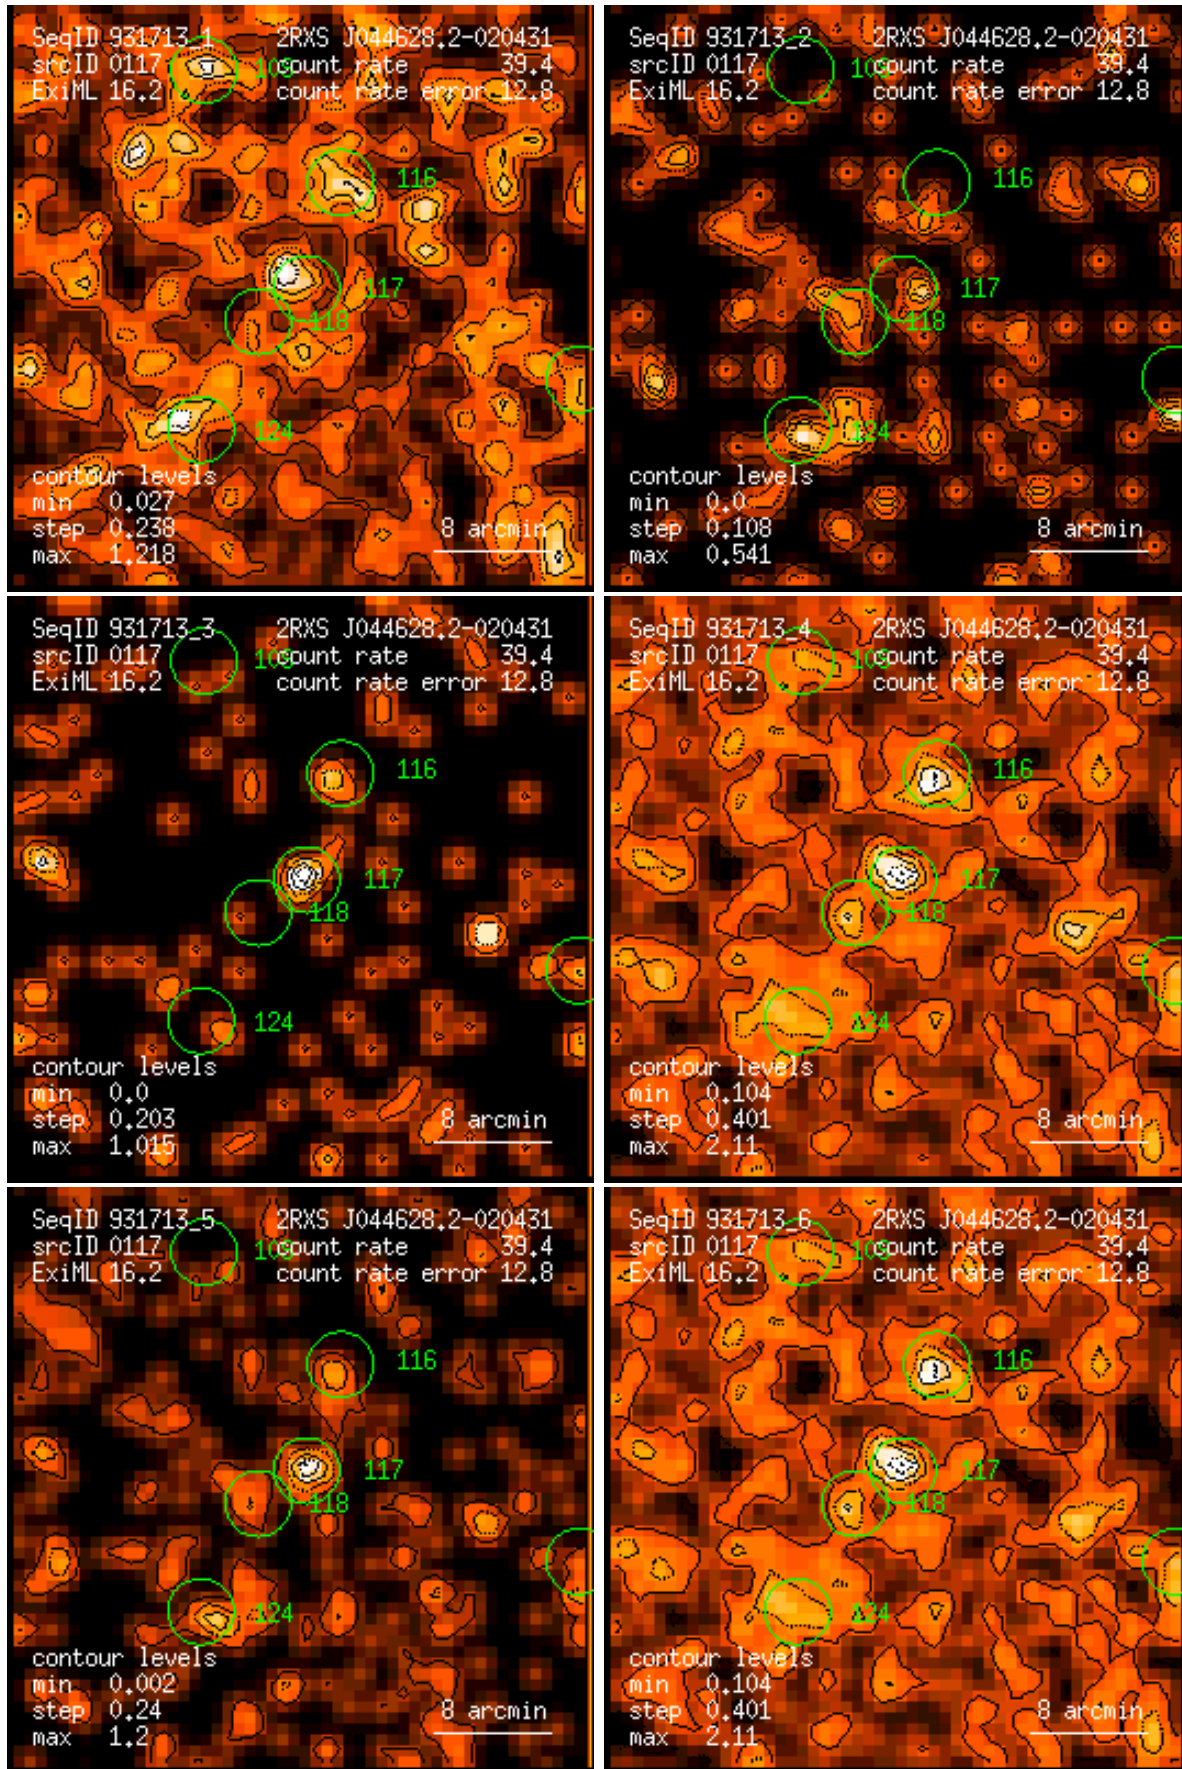 SeqID 931713_1 2RXS J044628.2-020431
srcID 0117 109 count rate 39.4
ExiML 16.2 count rate error 12.8
116
117
118
124
contour levels
min 0.027
step 0.238 8 arcmin
max 1.218
SeqID 931713_2 2RXS J044628.2-020431
srcID 0117 109 count rate 39.4
ExiML 16.2 count rate error 12.8
116
117
118
124
contour levels
min 0.0
step 0.108 8 arcmin
max 0.541
SeqID 931713_3 2RXS J044628.2-020431
srcID 0117 109 count rate 39.4
ExiML 16.2 count rate error 12.8
116
117
118
124
contour levels
min 0.0
step 0.203 8 arcmin
max 1.015
SeqID 931713_4 2RXS J044628.2-020431
srcID 0117 109 count rate 39.4
ExiML 16.2 count rate error 12.8
116
117
118
124
contour levels
min 0.104
step 0.401 8 arcmin
max 2.11
SeqID 931713_5 2RXS J044628.2-020431
srcID 0117 109 count rate 39.4
ExiML 16.2 count rate error 12.8
116
117
118
124
contour levels
min 0.002
step 0.24 8 arcmin
max 1.2
SeqID 931713_6 2RXS J044628.2-020431
srcID 0117 109 count rate 39.4
ExiML 16.2 count rate error 12.8
116
117
118
124
contour levels
min 0.104
step 0.401 8 arcmin
max 2.11